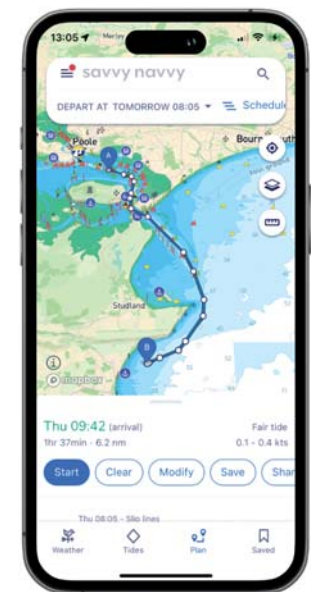 13:05
savvy navvy
DEPART AT TOMORROW 08:05 Schedul
Poole
A
Studland
B
mapbox
Thu 09:42 (arrival) Fair tide
1hr 37min - 6.2 nm 0.1 - 0.4 kts
Start Clear Modify Save Shar
Thu 08:05 - Slip lines
Weather Tides Plan Saved